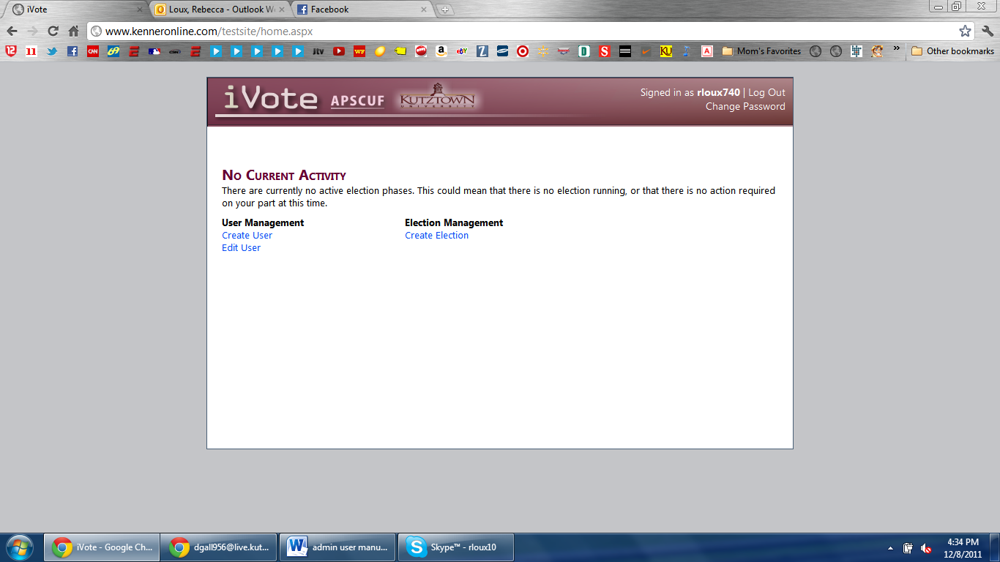 iVote
Loux, Rebecca - Outlook W
Facebook
www.kenneronline.com/testsite/home.aspx
Mom's Favorites
Other bookmarks
iVote APSCUF KUTZTOWN
UNIVERSITY
Signed in as rloux740 | Log Out
Change Password
No Current Activity
There are currently no active election phases. This could mean that there is no election running, or that there is no action required
on your part at this time.
User Management
Election Management
Create User
Create Election
Edit User
iVote - Google Ch...
dgall956@live.kut...
admin user manu...
Skype™ - rloux10
4:34 PM
12/8/2011